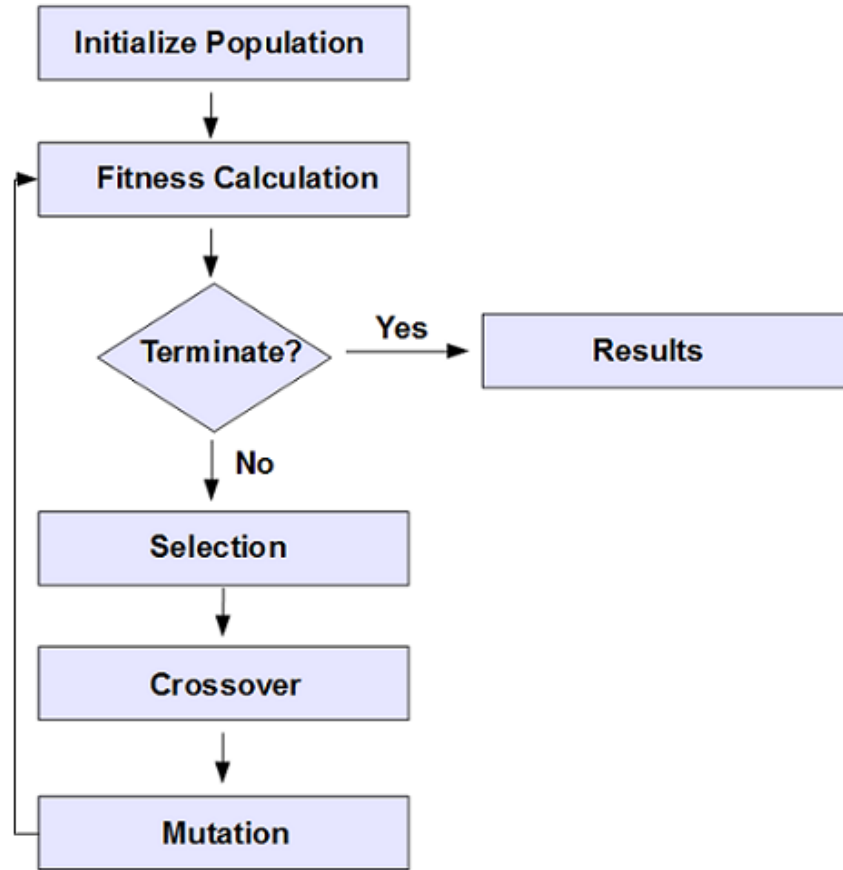 Initialize Population
Fitness Calculation
Terminate?
Yes
Results
No
Selection
Crossover
Mutation